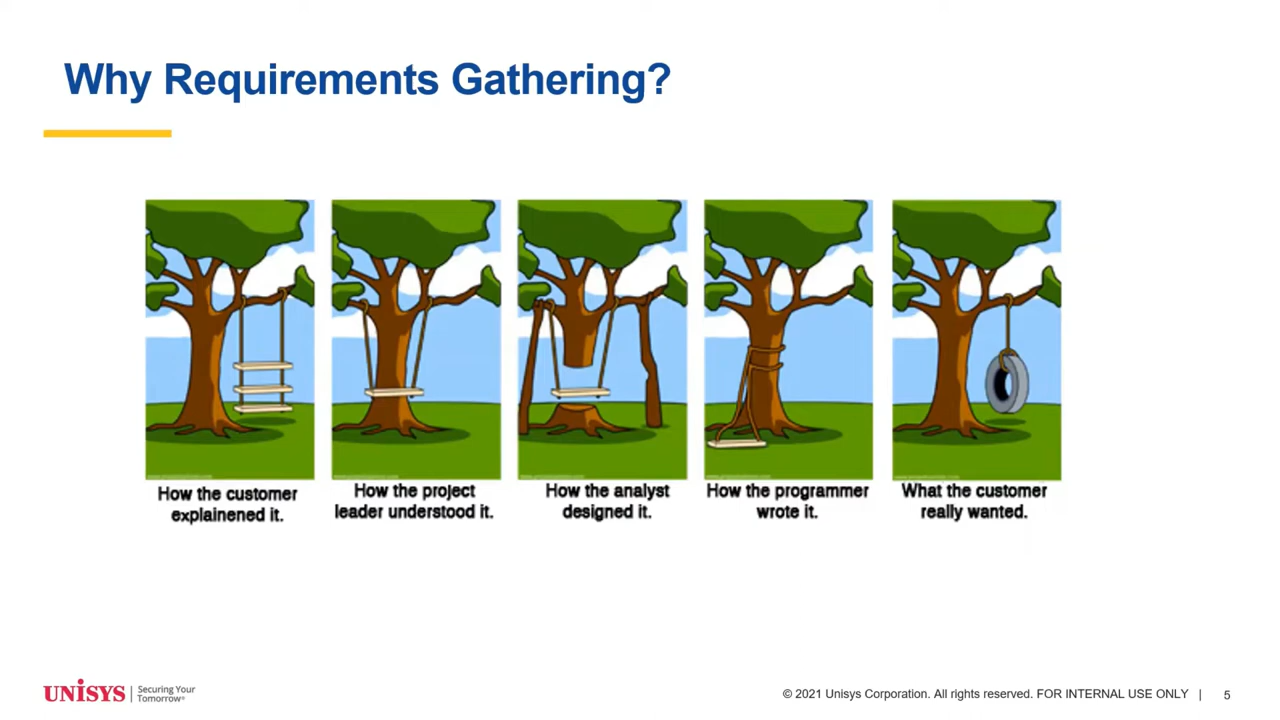 Why Requirements Gathering?
How the customer
explainened it.
How the project
leader understood it.
How the analyst
designed it.
How the programmer
wrote it.
What the customer
really wanted.
UNISYS | Securing Your
Tomorrow®
© 2021 Unisys Corporation. All rights reserved. FOR INTERNAL USE ONLY | 5